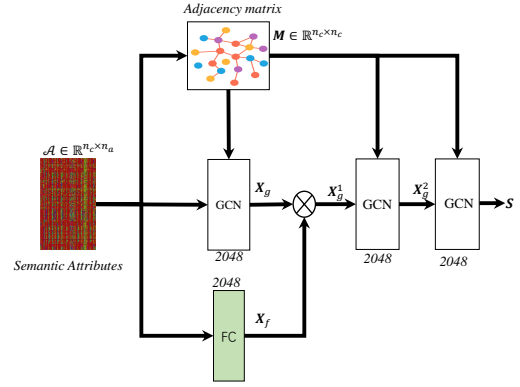 Adjacency matrix
M ∈ ℝ^{n_c×n_c}
𝒜 ∈ ℝ^{n_c×n_a}
Semantic Attributes
GCN
2048
X_g
X_g^1
GCN
2048
X_g^2
GCN
2048
S
2048
FC
X_f